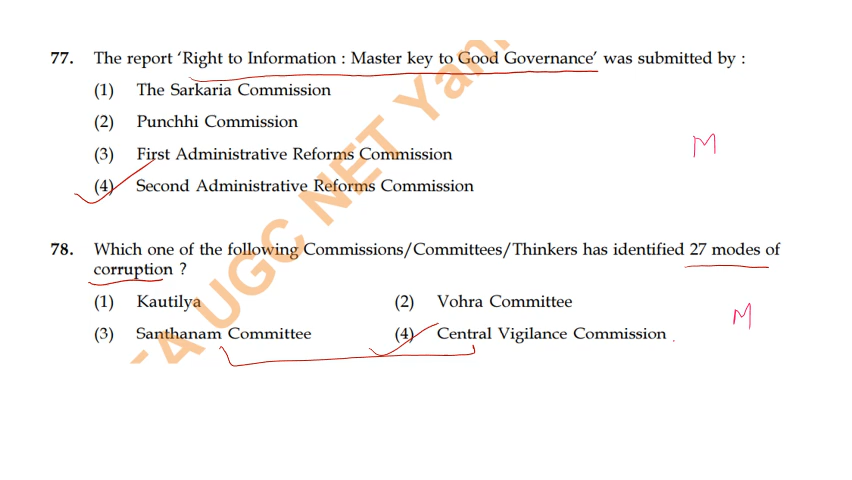 77. The report ‘Right to Information : Master key to Good Governance’ was submitted by :
(1) The Sarkaria Commission
(2) Punchhi Commission
(3) First Administrative Reforms Commission
(4) Second Administrative Reforms Commission
M
78. Which one of the following Commissions/Committees/Thinkers has identified 27 modes of
corruption ?
(1) Kautilya (2) Vohra Committee
(3) Santhanam Committee (4) Central Vigilance Commission
M
UGC NET